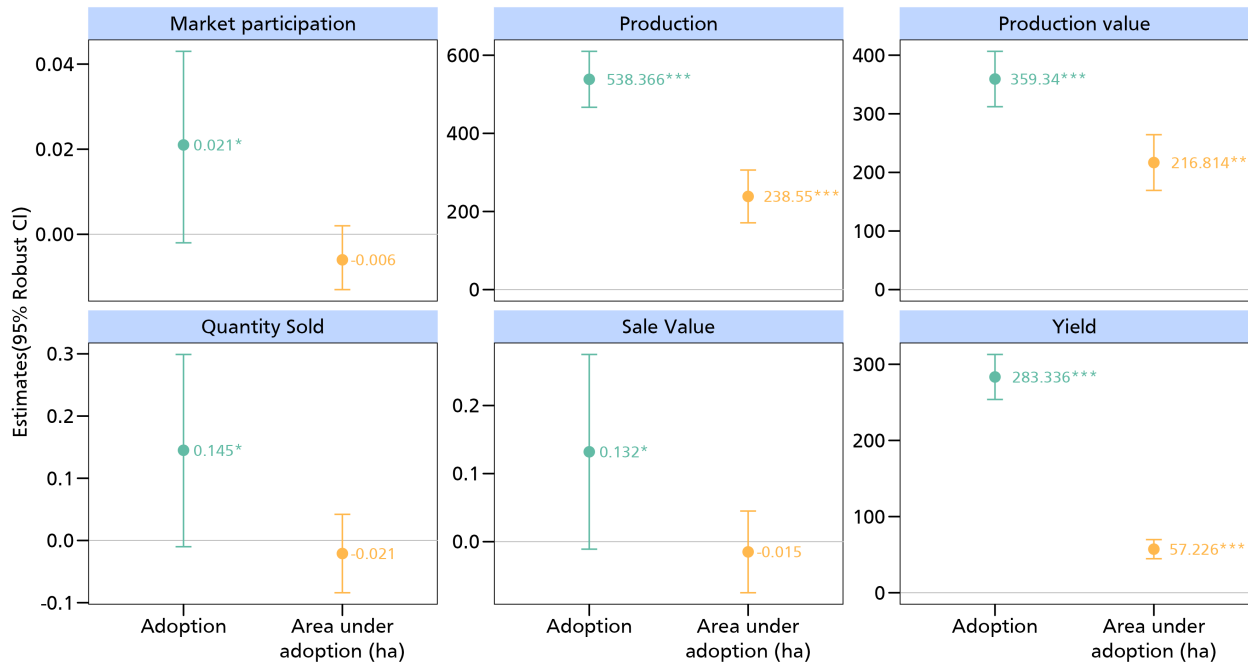 Market participation
Production
Production value
Estimates(95% Robust CI)
0.04
0.02
0.00
0.021*
-0.006
600
400
200
0
538.366***
238.55***
400
300
200
100
0
359.34***
216.814**
Quantity Sold
Sale Value
Yield
0.3
0.2
0.1
0.0
-0.1
0.145*
-0.021
0.2
0.1
0.0
0.132*
-0.015
300
200
100
0
283.336***
57.226***
Adoption
Area under
adoption (ha)
Adoption
Area under
adoption (ha)
Adoption
Area under
adoption (ha)